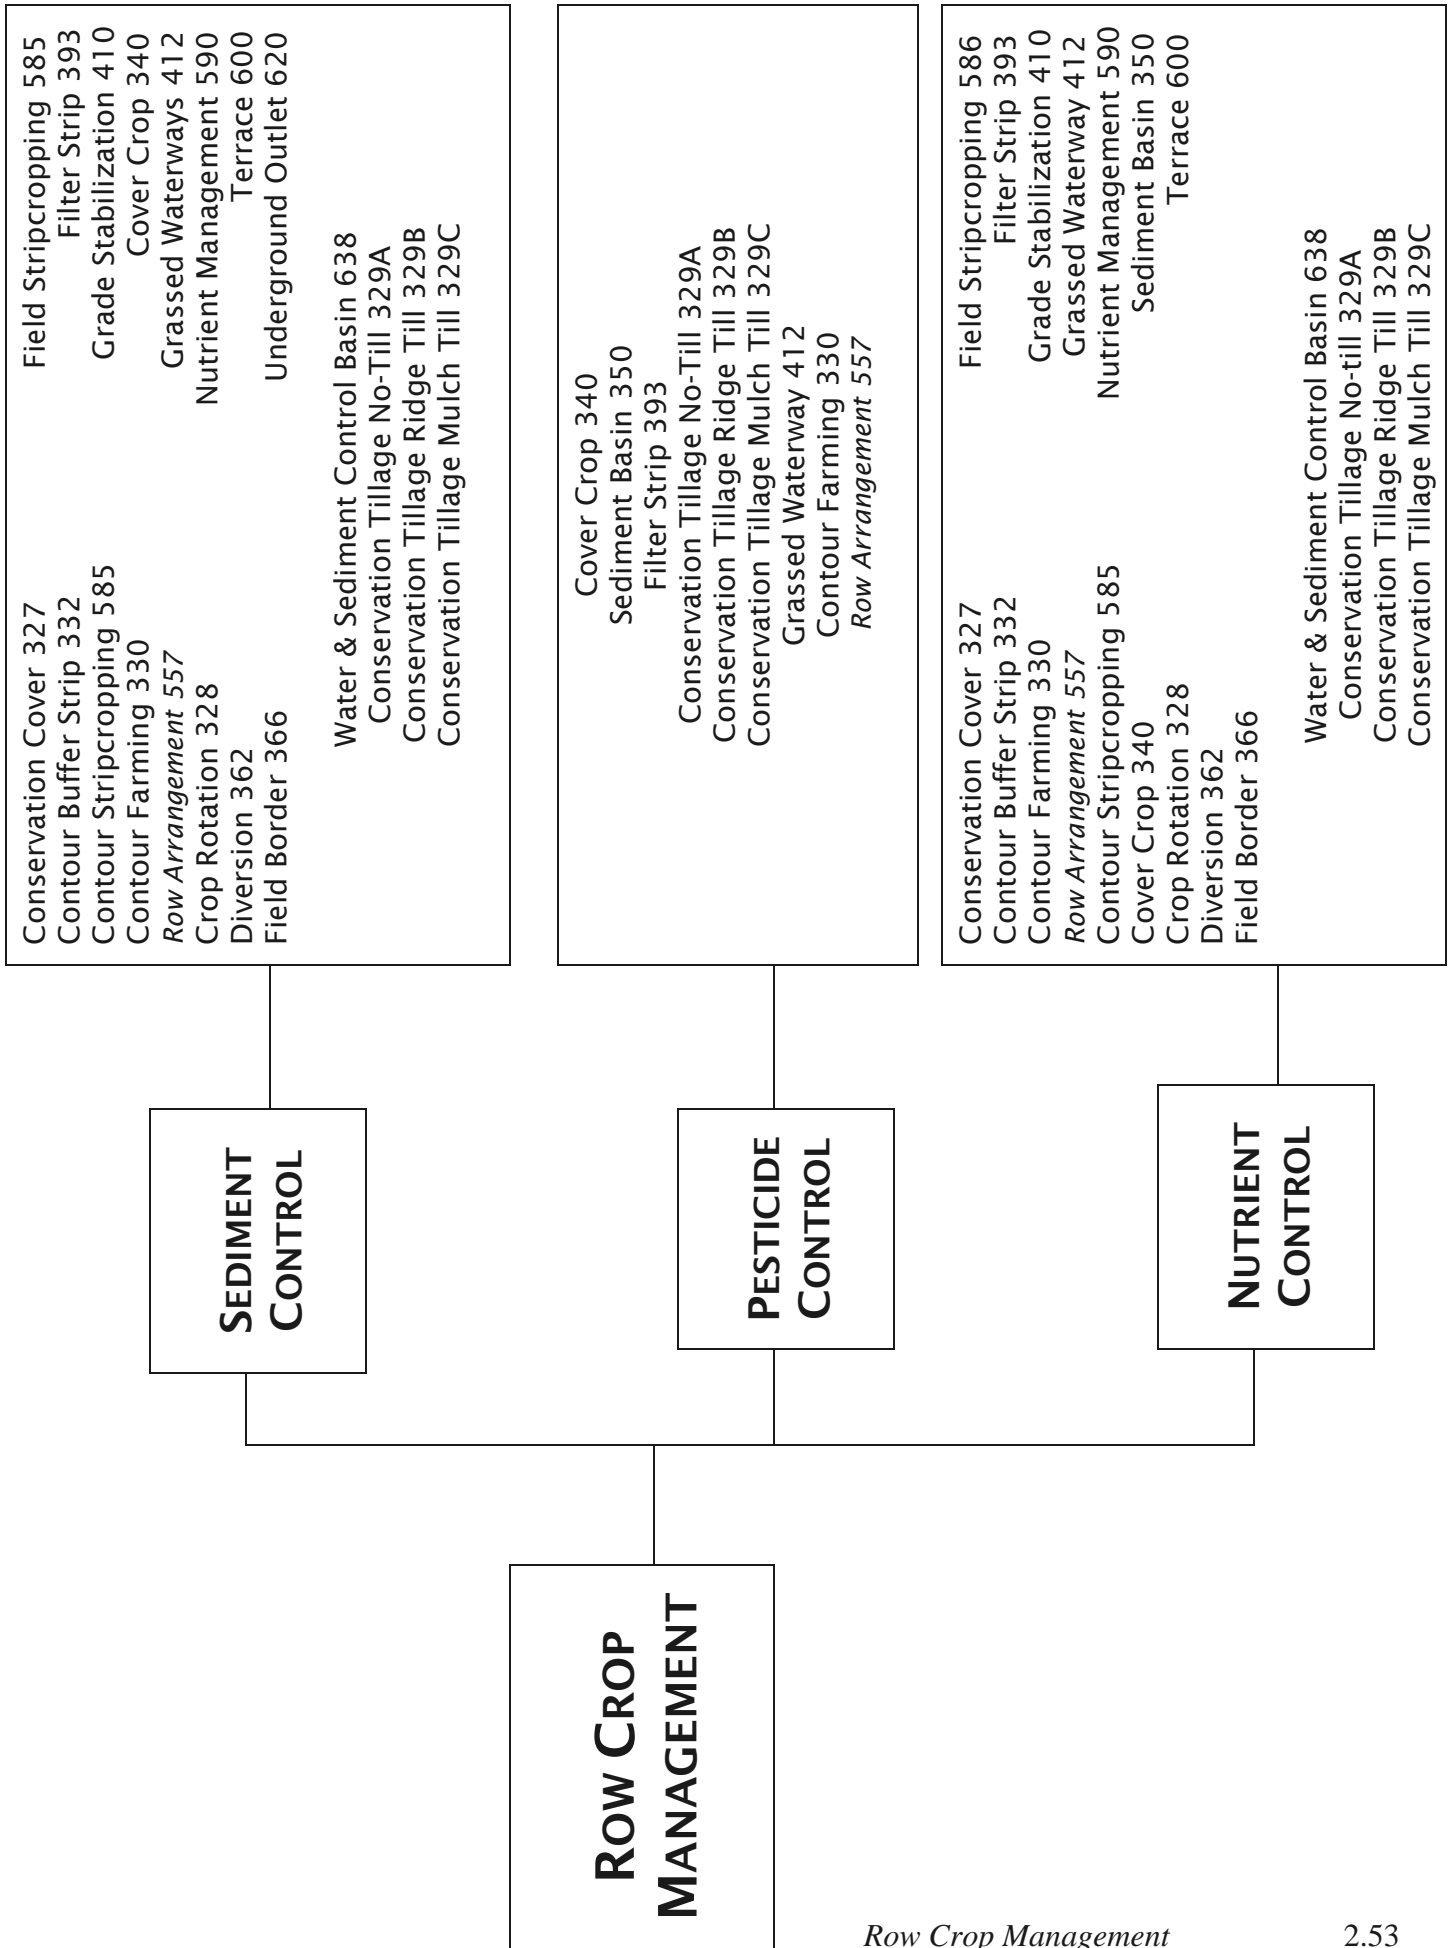 ROW CROP
MANAGEMENT
SEDIMENT
CONTROL
Conservation Cover 327
Contour Buffer Strip 332
Contour Stripcropping 585
Contour Farming 330
Row Arrangement 557
Crop Rotation 328
Diversion 362
Field Border 366
Field Stripcropping 585
Filter Strip 393
Grade Stabilization 410
Cover Crop 340
Grassed Waterways 412
Nutrient Management 590
Terrace 600
Underground Outlet 620
Water & Sediment Control Basin 638
Conservation Tillage No-Till 329A
Conservation Tillage Ridge Till 329B
Conservation Tillage Mulch Till 329C
PESTICIDE
CONTROL
Cover Crop 340
Sediment Basin 350
Filter Strip 393
Conservation Tillage No-Till 329A
Conservation Tillage Ridge Till 329B
Conservation Tillage Mulch Till 329C
Grassed Waterway 412
Contour Farming 330
Row Arrangement 557
NUTRIENT
CONTROL
Conservation Cover 327
Contour Buffer Strip 332
Contour Farming 330
Row Arrangement 557
Contour Stripcropping 585
Cover Crop 340
Crop Rotation 328
Diversion 362
Field Border 366
Field Stripcropping 586
Filter Strip 393
Grade Stabilization 410
Grassed Waterway 412
Nutrient Management 590
Sediment Basin 350
Terrace 600
Water & Sediment Control Basin 638
Conservation Tillage No-till 329A
Conservation Tillage Ridge Till 329B
Conservation Tillage Mulch Till 329C
Row Crop Management 2.53